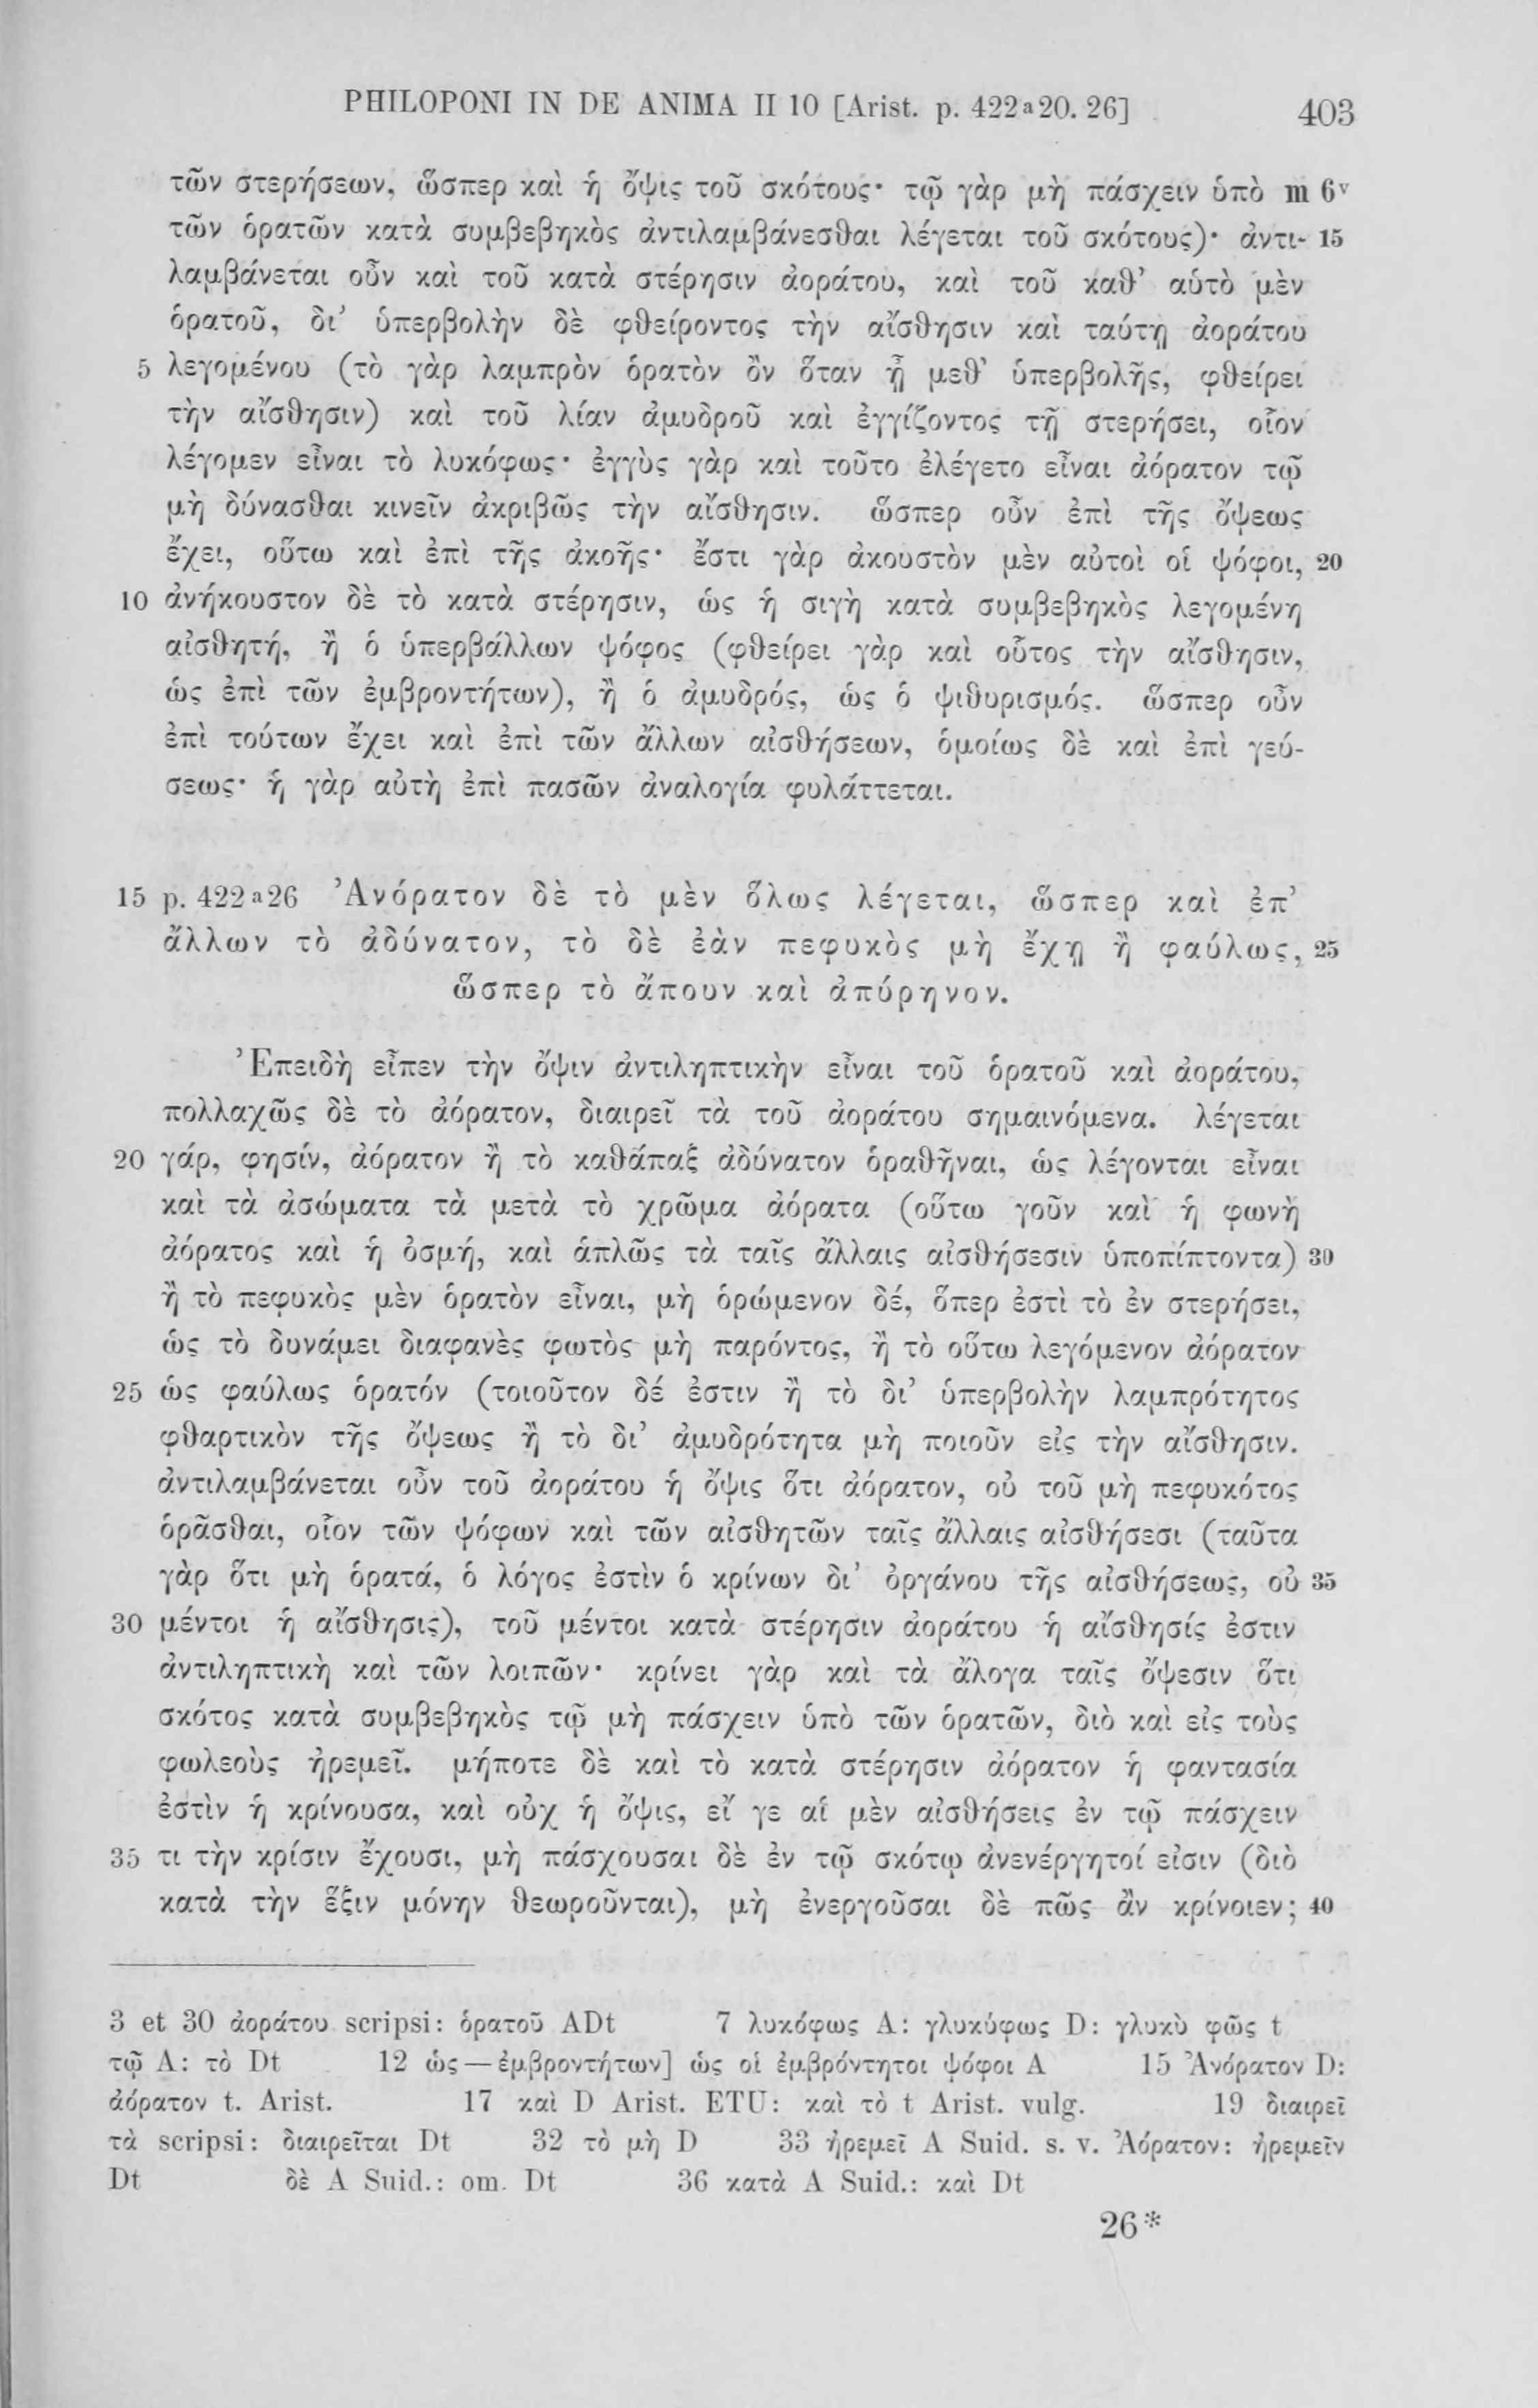 PHILOPONI IN DE ANIMA II 10 [Arist. p. 422a20. 26] 403
τῶν στερήσεων, ὥσπερ καὶ ἡ ὄψις τοῦ σκότους· τῷ γὰρ μὴ πάσχειν ὑπὸ m 6v
τῶν ὁρατῶν κατὰ συμβεβηκὸς ἀντιλαμβάνεσθαι λέγεται τοῦ σκότους)· ἀντι- 15
λαμβάνεται οὖν καὶ τοῦ κατὰ στέρησιν ἀοράτου, καὶ τοῦ καθ’ αὑτὸ μὲν
ὁρατοῦ, δι’ ὑπερβολὴν δὲ φθείροντος τὴν αἴσθησιν καὶ ταύτῃ ἀοράτου
5 λεγομένου (τὸ γὰρ λαμπρὸν ὁρατὸν ὂν ὅταν ᾖ μεθ’ ὑπερβολῆς, φθείρει
τὴν αἴσθησιν) καὶ τοῦ λίαν ἀμυδροῦ καὶ ἐγγίζοντος τῇ στερήσει, οἷον
λέγομεν εἶναι τὸ λυκόφως· ἐγγὺς γὰρ καὶ τοῦτο ἐλέγετο εἶναι ἀόρατον τῷ
μὴ δύνασθαι κινεῖν ἀκριβῶς τὴν αἴσθησιν. ὥσπερ οὖν ἐπὶ τῆς ὄψεως
ἔχει, οὕτω καὶ ἐπὶ τῆς ἀκοῆς· ἔστι γὰρ ἀκουστὸν μὲν αὐτοὶ οἱ ψόφοι, 20
10 ἀνήκουστον δὲ τὸ κατὰ στέρησιν, ὡς ἡ σιγὴ κατὰ συμβεβηκὸς λεγομένη
αἰσθητή, ἢ ὁ ὑπερβάλλων ψόφος (φθείρει γὰρ καὶ οὗτος τὴν αἴσθησιν,
ὡς ἐπὶ τῶν ἐμβροντήτων), ἢ ὁ ἀμυδρός, ὡς ὁ ψιθυρισμός. ὥσπερ οὖν
ἐπὶ τούτων ἔχει καὶ ἐπὶ τῶν ἄλλων αἰσθήσεων, ὁμοίως δὲ καὶ ἐπὶ γεύ-
σεως· ἡ γὰρ αὐτὴ ἐπὶ πασῶν ἀναλογία φυλάττεται.
15 p. 422a26 Ἀνόρατον δὲ τὸ μὲν ὅλως λέγεται, ὥσπερ καὶ ἐπ’
ἄλλων τὸ ἀδύνατον, τὸ δὲ ἐὰν πεφυκὸς μὴ ἔχῃ ἢ φαύλως, 25
ὥσπερ τὸ ἄπουν καὶ ἀπύρηνον.
Ἐπειδὴ εἶπεν τὴν ὄψιν ἀντιληπτικὴν εἶναι τοῦ ὁρατοῦ καὶ ἀοράτου,
πολλαχῶς δὲ τὸ ἀόρατον, διαιρεῖ τὰ τοῦ ἀοράτου σημαινόμενα. λέγεται
20 γάρ, φησίν, ἀόρατον ἢ τὸ καθάπαξ ἀδύνατον ὁραθῆναι, ὡς λέγονται εἶναι
καὶ τὰ ἀσώματα τὰ μετὰ τὸ χρῶμα ἀόρατα (οὕτω γοῦν καὶ ἡ φωνὴ
ἀόρατος καὶ ἡ ὀσμή, καὶ ἁπλῶς τὰ ταῖς ἄλλαις αἰσθήσεσιν ὑποπίπτοντα) 30
ἢ τὸ πεφυκὸς μὲν ὁρατὸν εἶναι, μὴ ὁρώμενον δέ, ὅπερ ἐστὶ τὸ ἐν στερήσει,
ὡς τὸ δυνάμει διαφανὲς φωτὸς μὴ παρόντος, ἢ τὸ οὕτω λεγόμενον ἀόρατον
25 ὡς φαύλως ὁρατόν (τοιοῦτον δέ ἐστιν ἢ τὸ δι’ ὑπερβολὴν λαμπρότητος
φθαρτικὸν τῆς ὄψεως ἢ τὸ δι’ ἀμυδρότητα μὴ ποιοῦν εἰς τὴν αἴσθησιν.
ἀντιλαμβάνεται οὖν τοῦ ἀοράτου ἡ ὄψις ὅτι ἀόρατον, οὐ τοῦ μὴ πεφυκότος
ὁρᾶσθαι, οἷον τῶν ψόφων καὶ τῶν αἰσθητῶν ταῖς ἄλλαις αἰσθήσεσι (ταῦτα
γὰρ ὅτι μὴ ὁρατά, ὁ λόγος ἐστὶν ὁ κρίνων δι’ ὀργάνου τῆς αἰσθήσεως, οὐ 35
30 μέντοι ἡ αἴσθησις), τοῦ μέντοι κατὰ στέρησιν ἀοράτου ἡ αἴσθησίς ἐστιν
ἀντιληπτικὴ καὶ τῶν λοιπῶν· κρίνει γὰρ καὶ τὰ ἄλογα ταῖς ὄψεσιν ὅτι
σκότος κατὰ συμβεβηκὸς τῷ μὴ πάσχειν ὑπὸ τῶν ὁρατῶν, διὸ καὶ εἰς τοὺς
φωλεοὺς ἠρεμεῖ. μήποτε δὲ καὶ τὸ κατὰ στέρησιν ἀόρατον ἡ φαντασία
ἐστὶν ἡ κρίνουσα, καὶ οὐχ ἡ ὄψις, εἴ γε αἱ μὲν αἰσθήσεις ἐν τῷ πάσχειν
35 τι τὴν κρίσιν ἔχουσι, μὴ πάσχουσαι δὲ ἐν τῷ σκότῳ ἀνενέργητοί εἰσιν (διὸ
κατὰ τὴν ἕξιν μόνην θεωροῦνται), μὴ ἐνεργοῦσαι δὲ πῶς ἂν κρίνοιεν; 40
3 et 30 ἀοράτου scripsi: ὁρατοῦ ADt 7 λυκόφως A: γλυκύφως D: γλυκὺ φῶς t
τῷ A: τὸ Dt 12 ὡς — ἐμβροντήτων] ὡς οἱ ἐμβρόντητοι ψόφοι A 15 Ἀνόρατον D:
ἀόρατον t. Arist. 17 καὶ D Arist. ETU: καὶ τὸ t Arist. vulg. 19 διαιρεῖ
τὰ scripsi: διαιρεῖται Dt 32 τὸ μὴ D 33 ἠρεμεῖ A Suid. s. v. Ἀόρατον: ἠρεμεῖν
Dt δὲ A Suid.: om. Dt 36 κατὰ A Suid.: καὶ Dt
26*